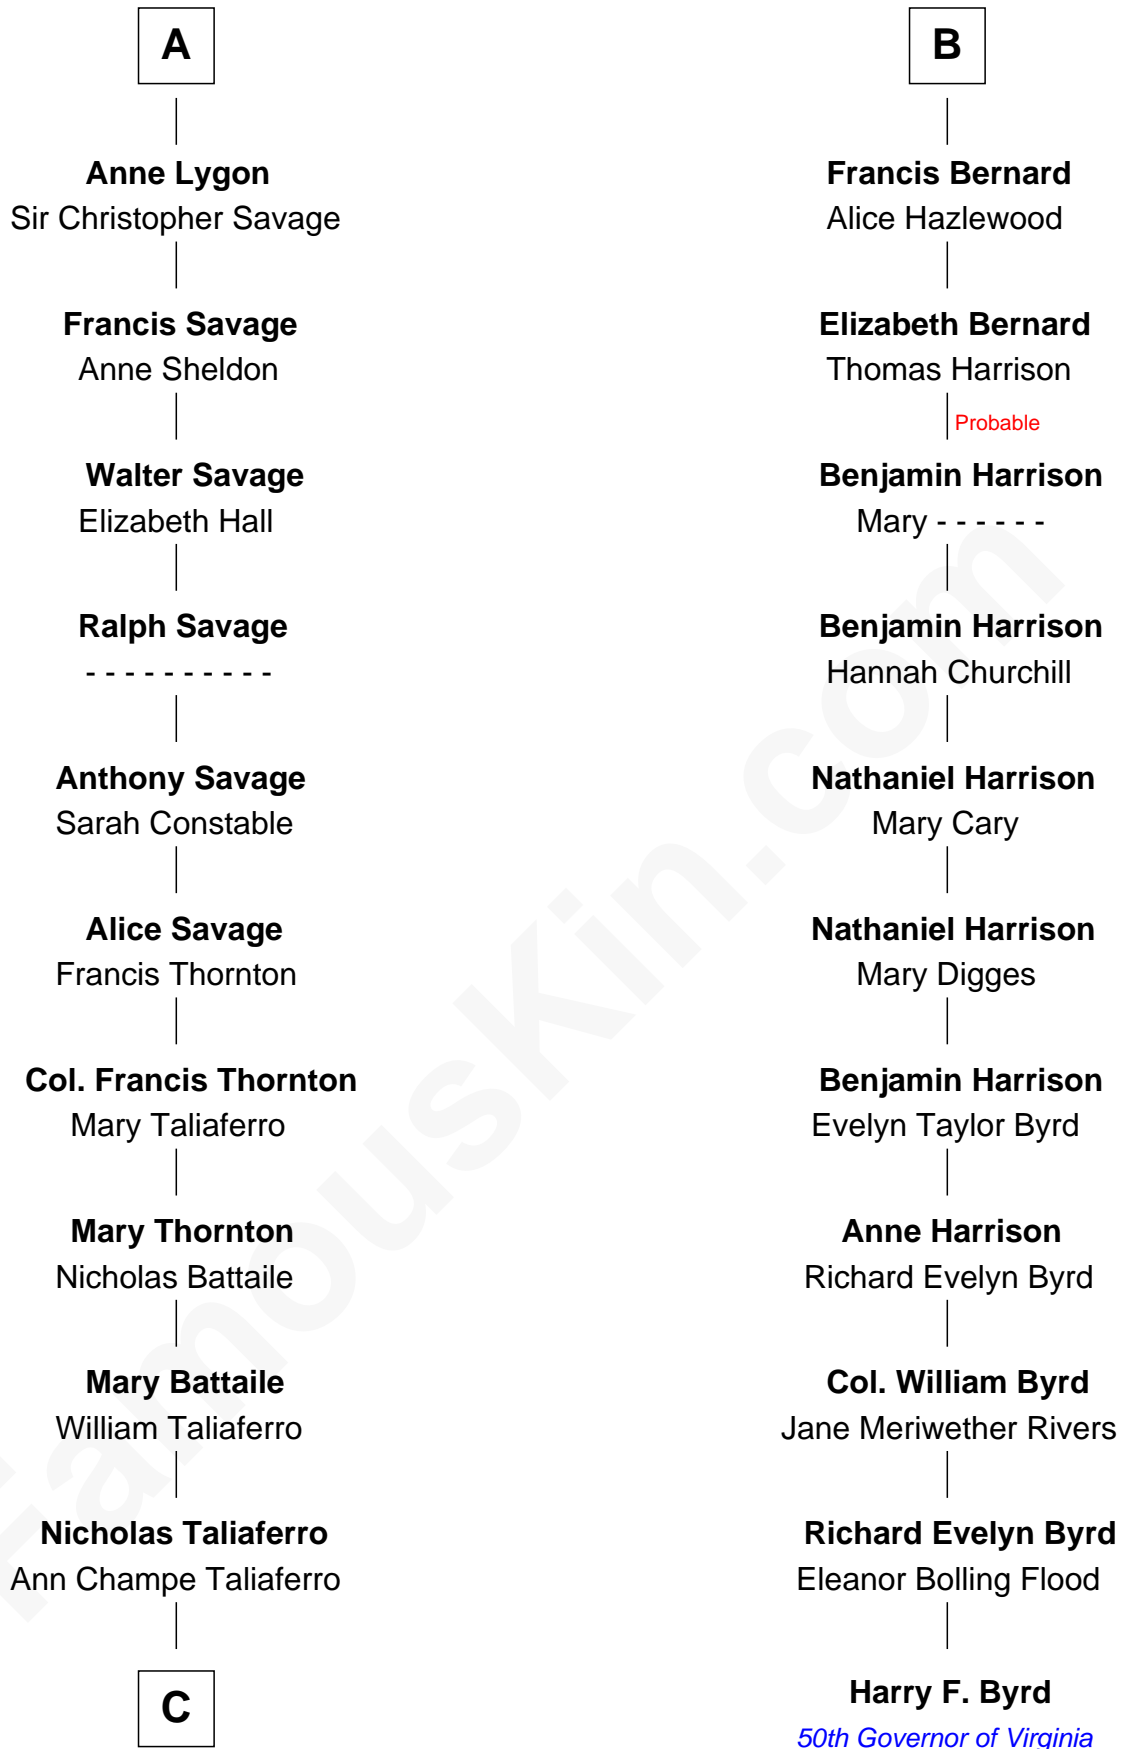 A
Anne Lygon
Sir Christopher Savage
Francis Savage
Anne Sheldon
Walter Savage
Elizabeth Hall
Ralph Savage
- - - - - - - - - -
Anthony Savage
Sarah Constable
Alice Savage
Francis Thornton
Col. Francis Thornton
Mary Taliaferro
Mary Thornton
Nicholas Battaile
Mary Battaile
William Taliaferro
Nicholas Taliaferro
Ann Champe Taliaferro
C
B
Francis Bernard
Alice Hazlewood
Elizabeth Bernard
Thomas Harrison
Probable
Benjamin Harrison
Mary - - - - - -
Benjamin Harrison
Hannah Churchill
Nathaniel Harrison
Mary Cary
Nathaniel Harrison
Mary Digges
Benjamin Harrison
Evelyn Taylor Byrd
Anne Harrison
Richard Evelyn Byrd
Col. William Byrd
Jane Meriwether Rivers
Richard Evelyn Byrd
Eleanor Bolling Flood
Harry F. Byrd
50th Governor of Virginia
FamousKin.com